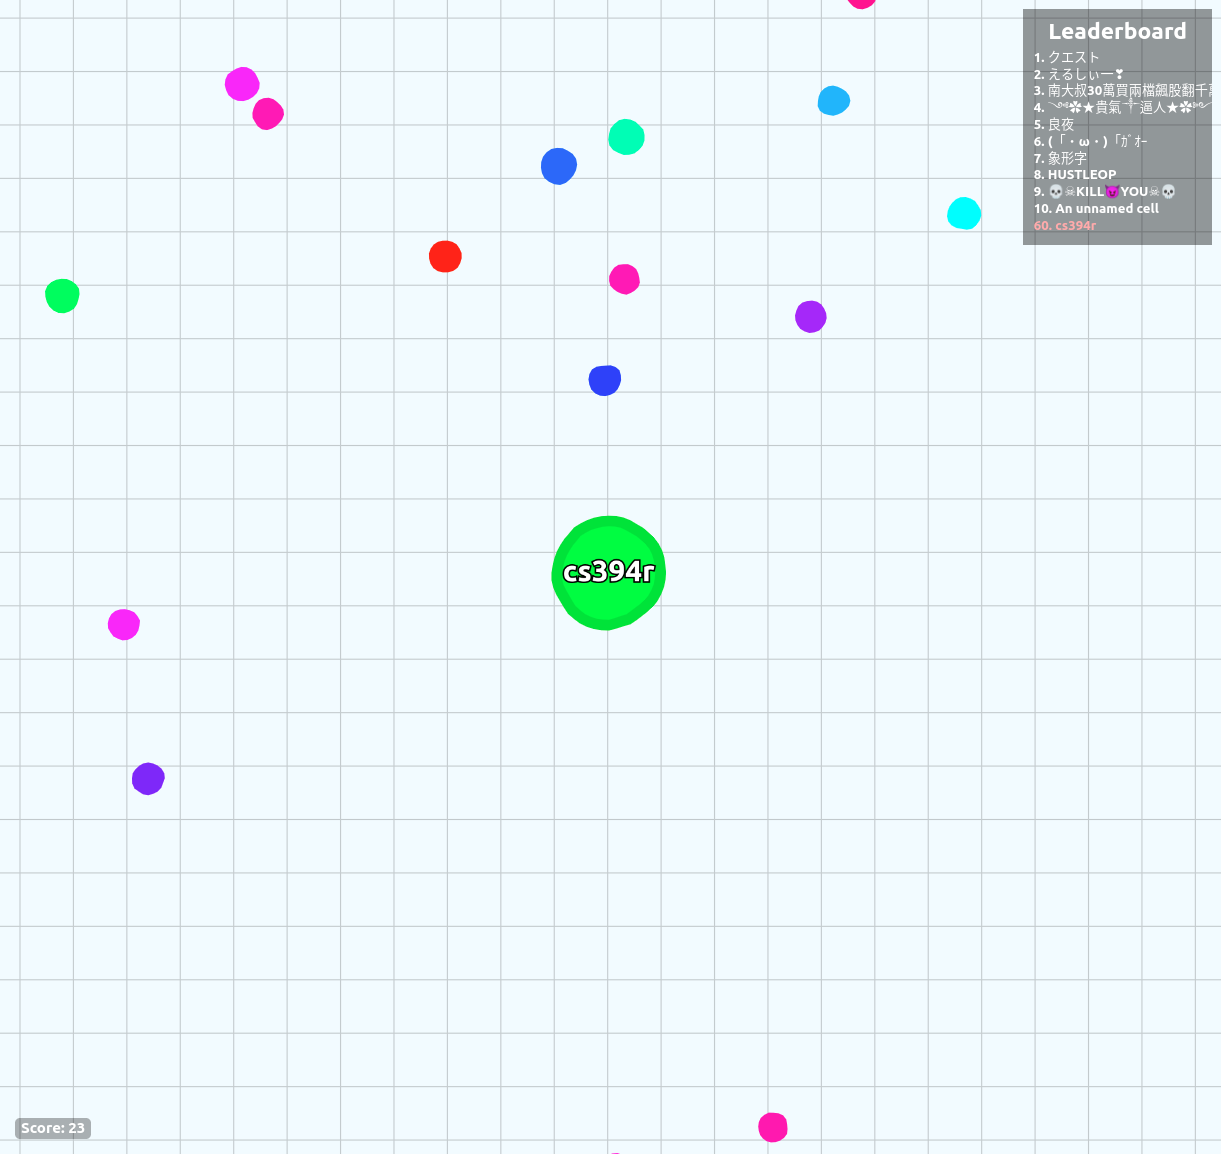 Leaderboard
1. クエスト
2. えるしぃー❣
3. 南大叔30萬買兩檔飆股翻千
4. ༺✽★貴氣༒逼人★✽༻
5. 良夜
6. (「・ω・)「ｶﾞｵｰ
7. 象形字
8. HUSTLEOP
9. 💀☠KILL😈YOU☠💀
10. An unnamed cell
60. cs394r
cs394r
Score: 23